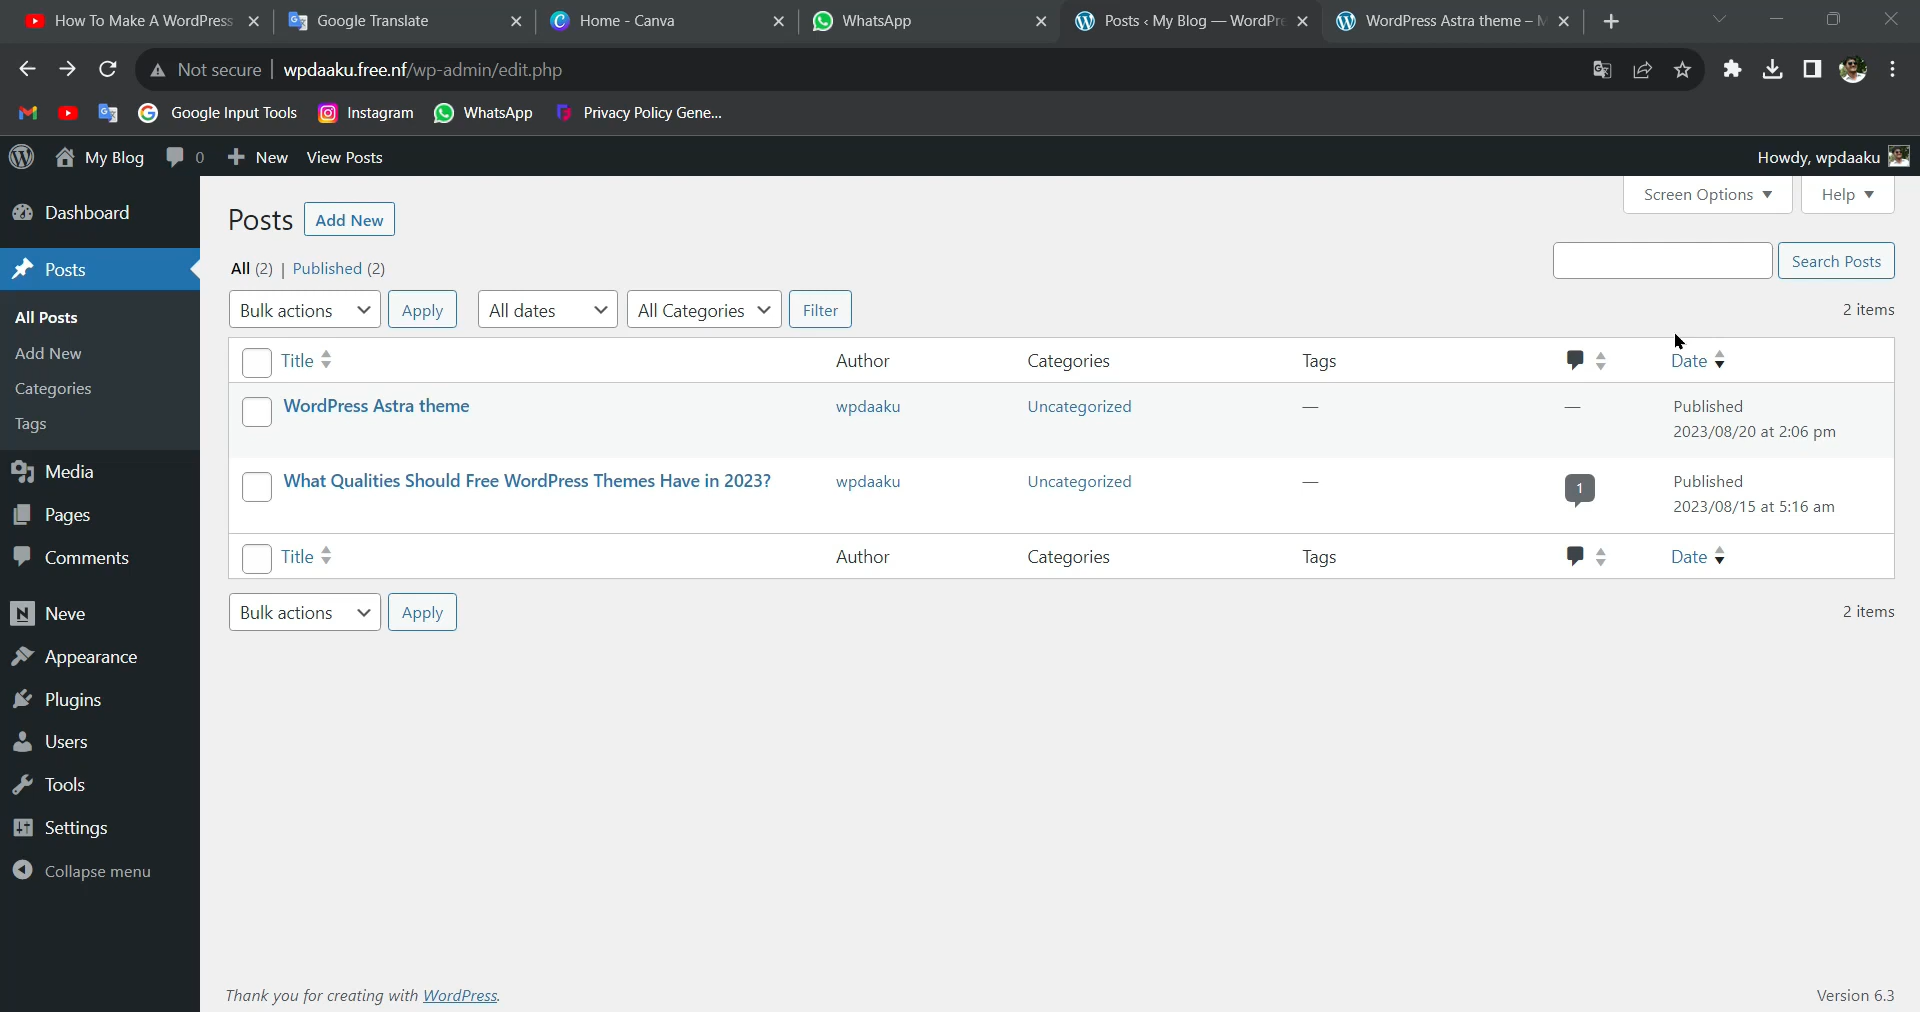 How To Make A WordPress
Google Translate
Home - Canva
WhatsApp
Posts ‹ My Blog — WordPre
WordPress Astra theme – M
Not secure
wpdaaku.free.nf/wp-admin/edit.php
Google Input Tools
Instagram
WhatsApp
Privacy Policy Gene...
My Blog
0
New
View Posts
Howdy, wpdaaku
Dashboard
Posts
All Posts
Add New
Categories
Tags
Media
Pages
Comments
Neve
Appearance
Plugins
Users
Tools
Settings
Collapse menu
Screen Options
Help
Posts
Add New
All (2) | Published (2)
Search Posts
Bulk actions
Apply
All dates
All Categories
Filter
2 items
Title
Author
Categories
Tags
Date
WordPress Astra theme
wpdaaku
Uncategorized
—
—
Published
2023/08/20 at 2:06 pm
What Qualities Should Free WordPress Themes Have in 2023?
wpdaaku
Uncategorized
—
1
Published
2023/08/15 at 5:16 am
Title
Author
Categories
Tags
Date
Bulk actions
Apply
2 items
Thank you for creating with WordPress.
Version 6.3